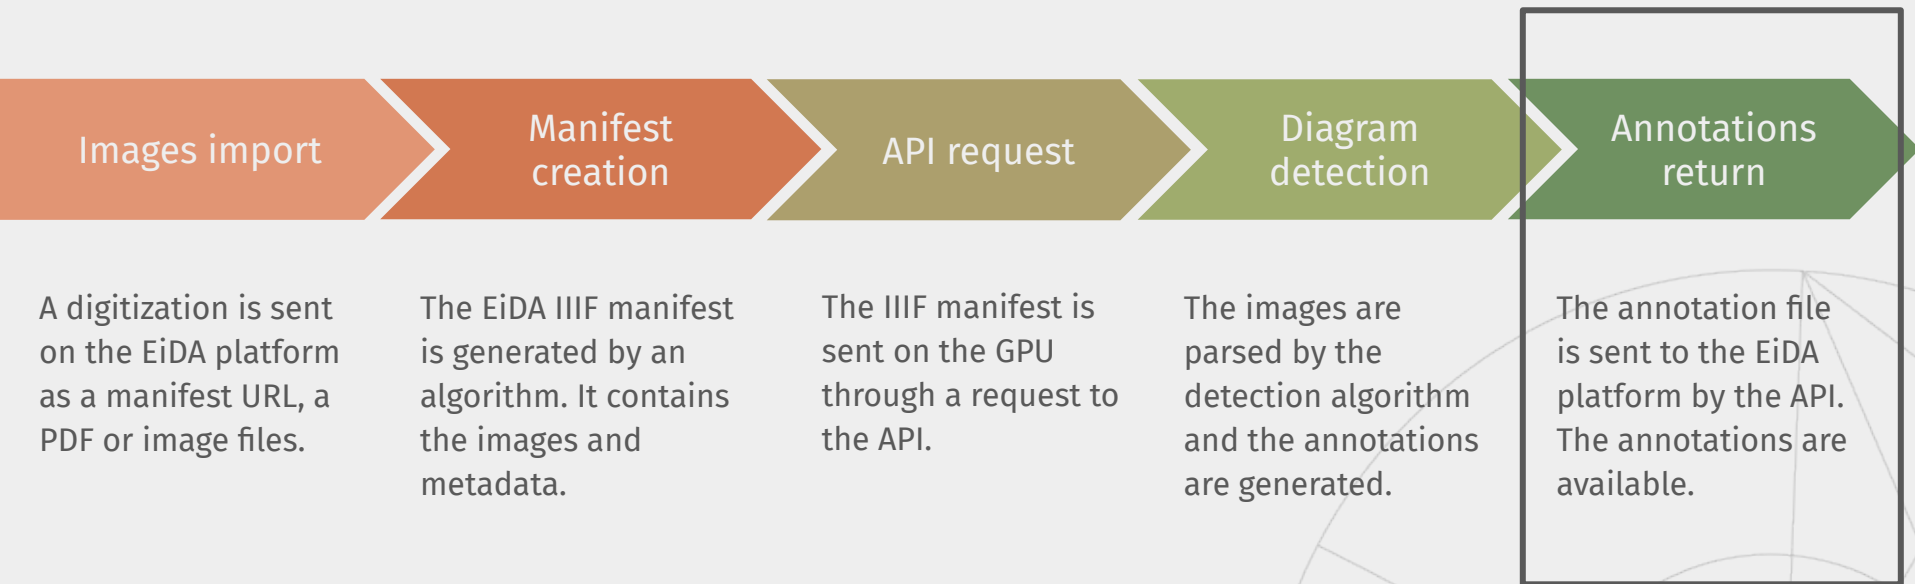 Images import
Manifest
creation
API request
Diagram
detection
Annotations
return
A digitization is sent
on the EiDA platform
as a manifest URL, a
PDF or image files.
The EiDA IIIF manifest
is generated by an
algorithm. It contains
the images and
metadata.
The IIIF manifest is
sent on the GPU
through a request to
the API.
The images are
parsed by the
detection algorithm
and the annotations
are generated.
The annotation file
is sent to the EiDA
platform by the API.
The annotations are
available.